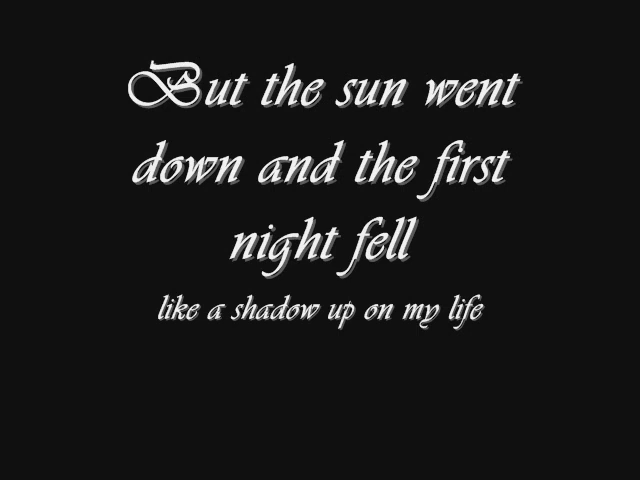 But the sun went
down and the first
night fell
like a shadow up on my life